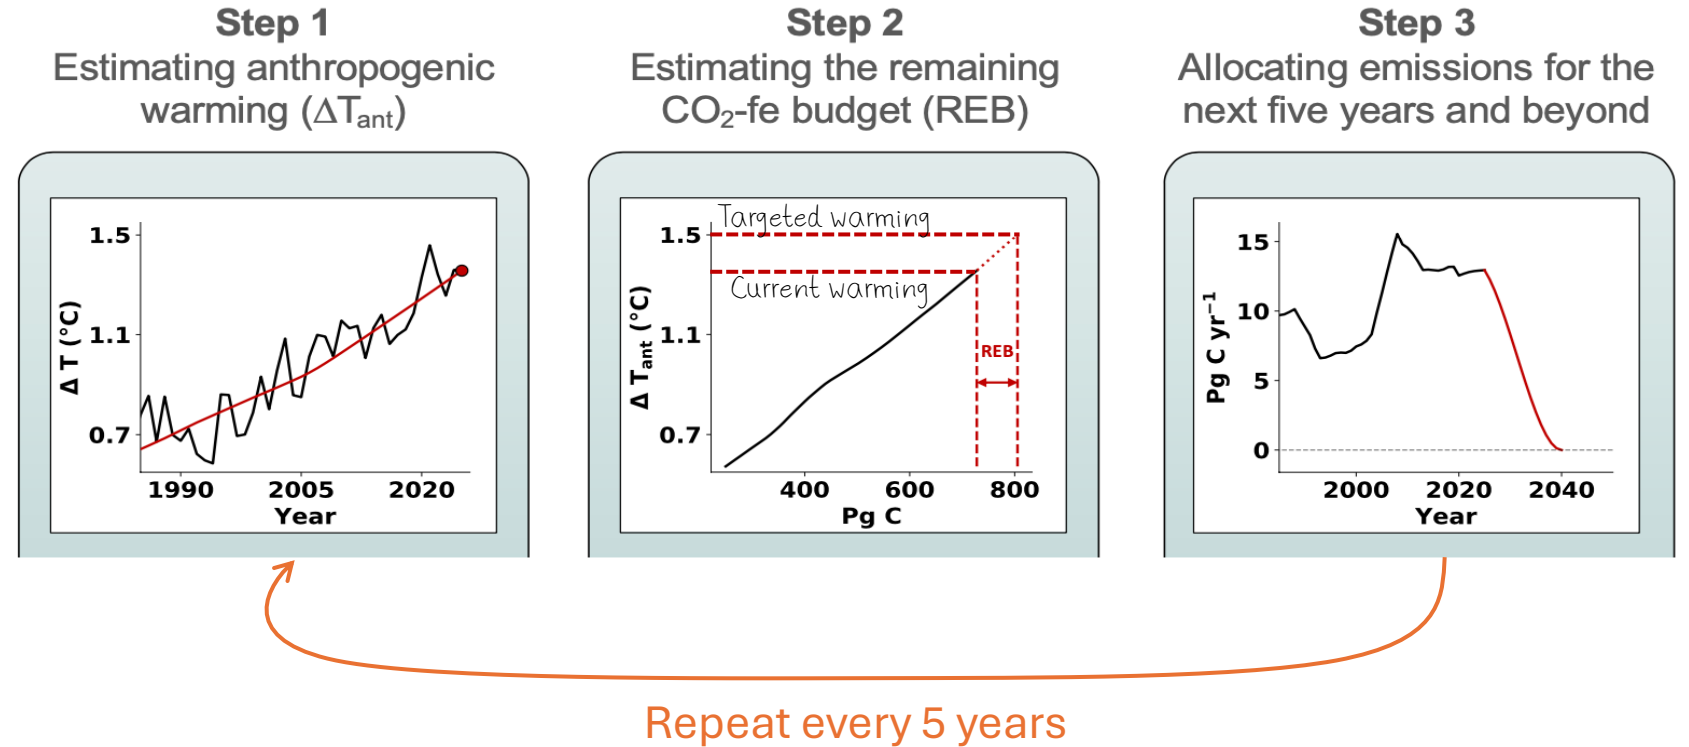 Step 1
Estimating anthropogenic
warming (ΔTant)
Step 2
Estimating the remaining
CO2-fe budget (REB)
Step 3
Allocating emissions for the
next five years and beyond
1.5
1.1
0.7
Δ T (°C)
1990 2005 2020
Year
Targeted warming
1.5
Current warming
1.1
REB
0.7
Δ Tant (°C)
400 600 800
Pg C
15
10
5
0
Pg C yr−1
2000 2020 2040
Year
Repeat every 5 years